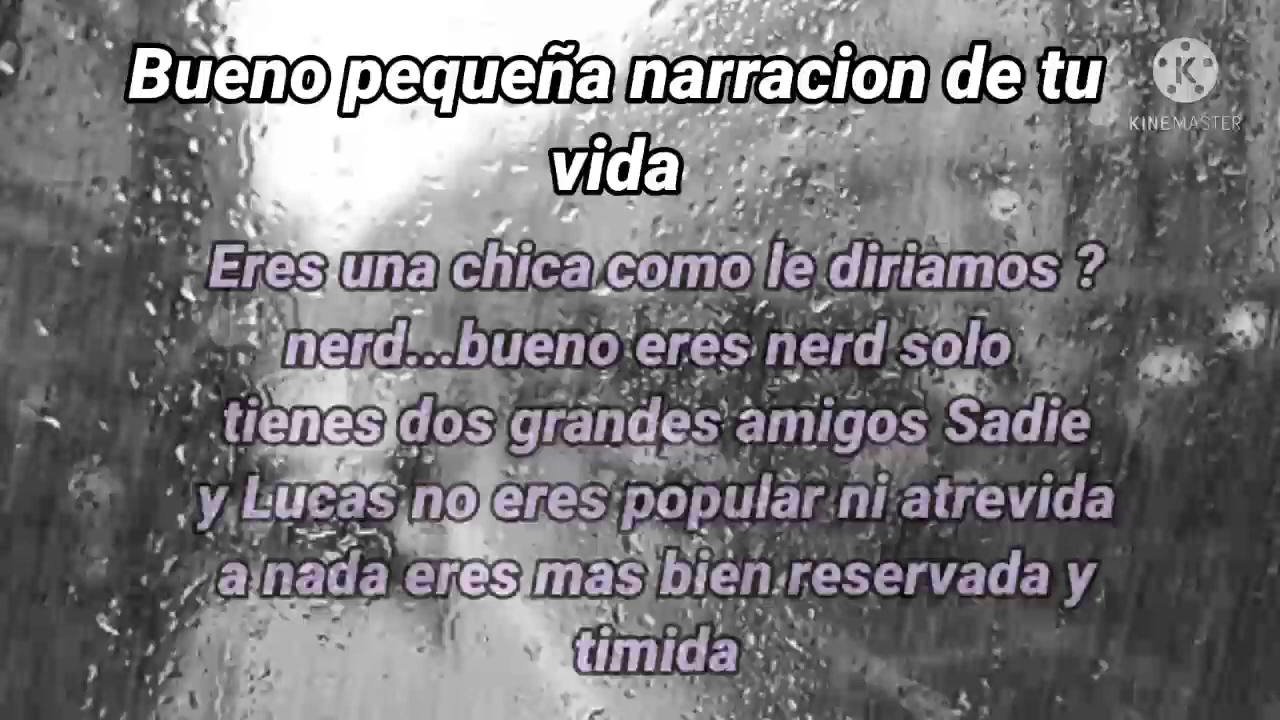 Bueno pequeña narracion de tu
vida
KINEMASTER
Eres una chica como le diriamos ?
nerd...bueno eres nerd solo
tienes dos grandes amigos Sadie
y Lucas no eres popular ni atrevida
a nada eres mas bien reservada y
timida